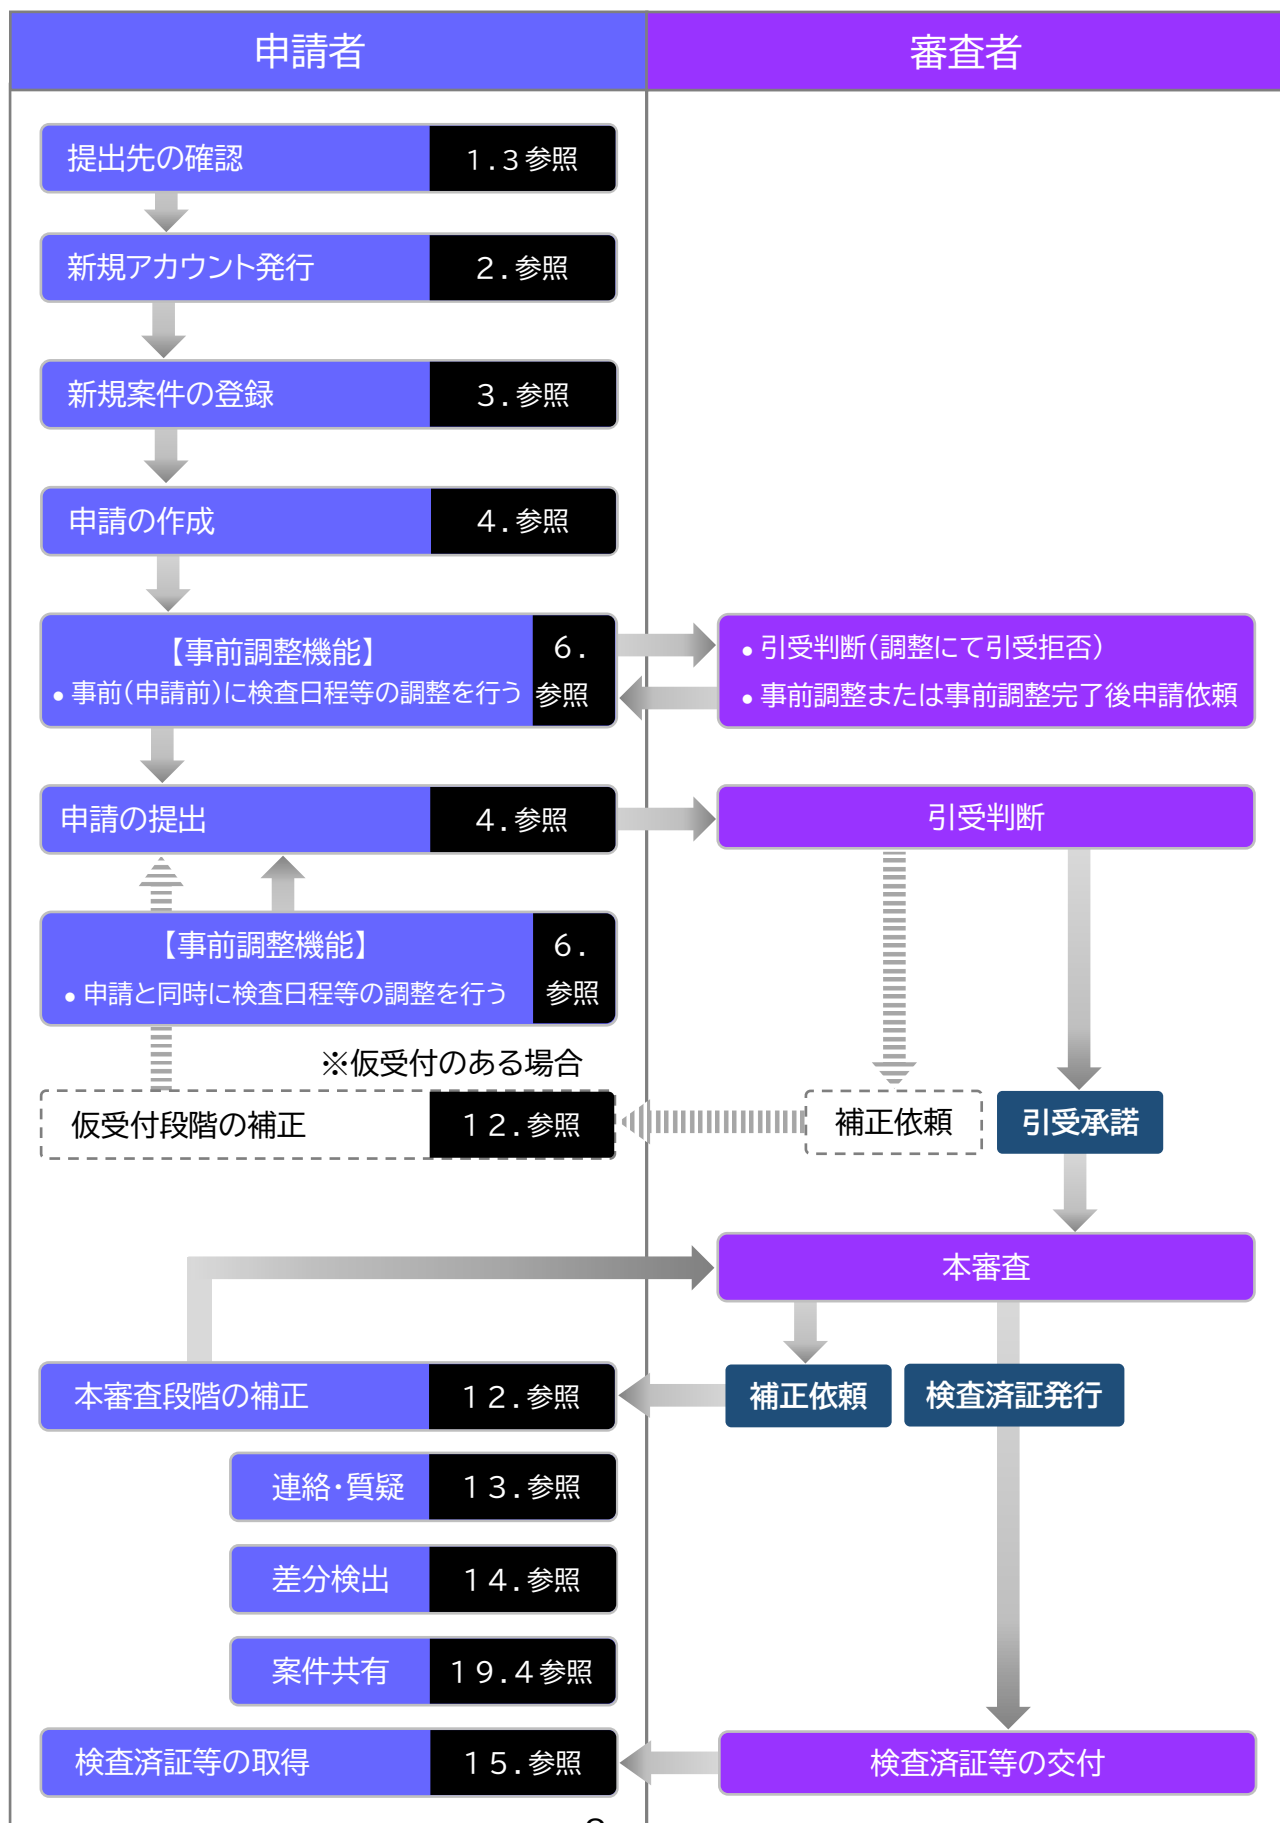 申請者
審査者
提出先の確認
1.3参照
新規アカウント発行
2.参照
新規案件の登録
3.参照
申請の作成
4.参照
【事前調整機能】
・事前(申請前)に検査日程等の調整を行う
6.
参照
・引受判断(調整にて引受拒否)
・事前調整または事前調整完了後申請依頼
申請の提出
4.参照
引受判断
【事前調整機能】
・申請と同時に検査日程等の調整を行う
6.
参照
※仮受付のある場合
仮受付段階の補正
12.参照
補正依頼
引受承諾
本審査
本審査段階の補正
12.参照
補正依頼
検査済証発行
連絡・質疑
13.参照
差分検出
14.参照
案件共有
19.4参照
検査済証等の取得
15.参照
検査済証等の交付